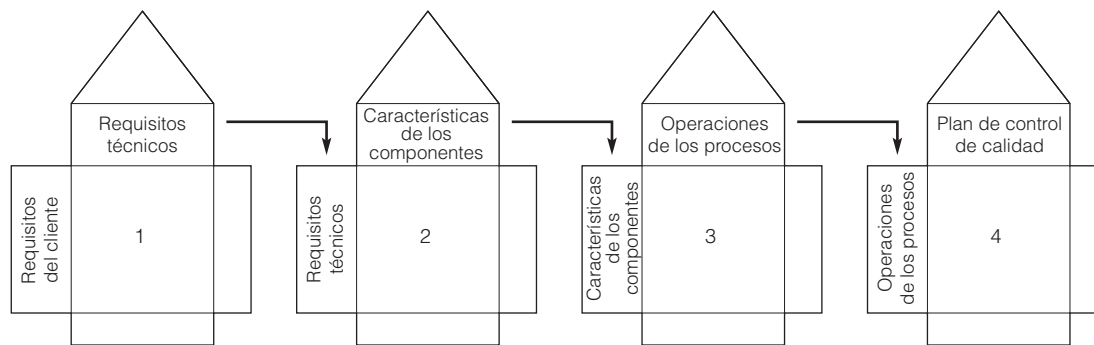 Requisitos
técnicos
Requisitos
del cliente
1
Características
de los
componentes
Requisitos
técnicos
2
Operaciones
de los procesos
Características
de los
componentes
3
Plan de control
de calidad
Operaciones
de los procesos
4